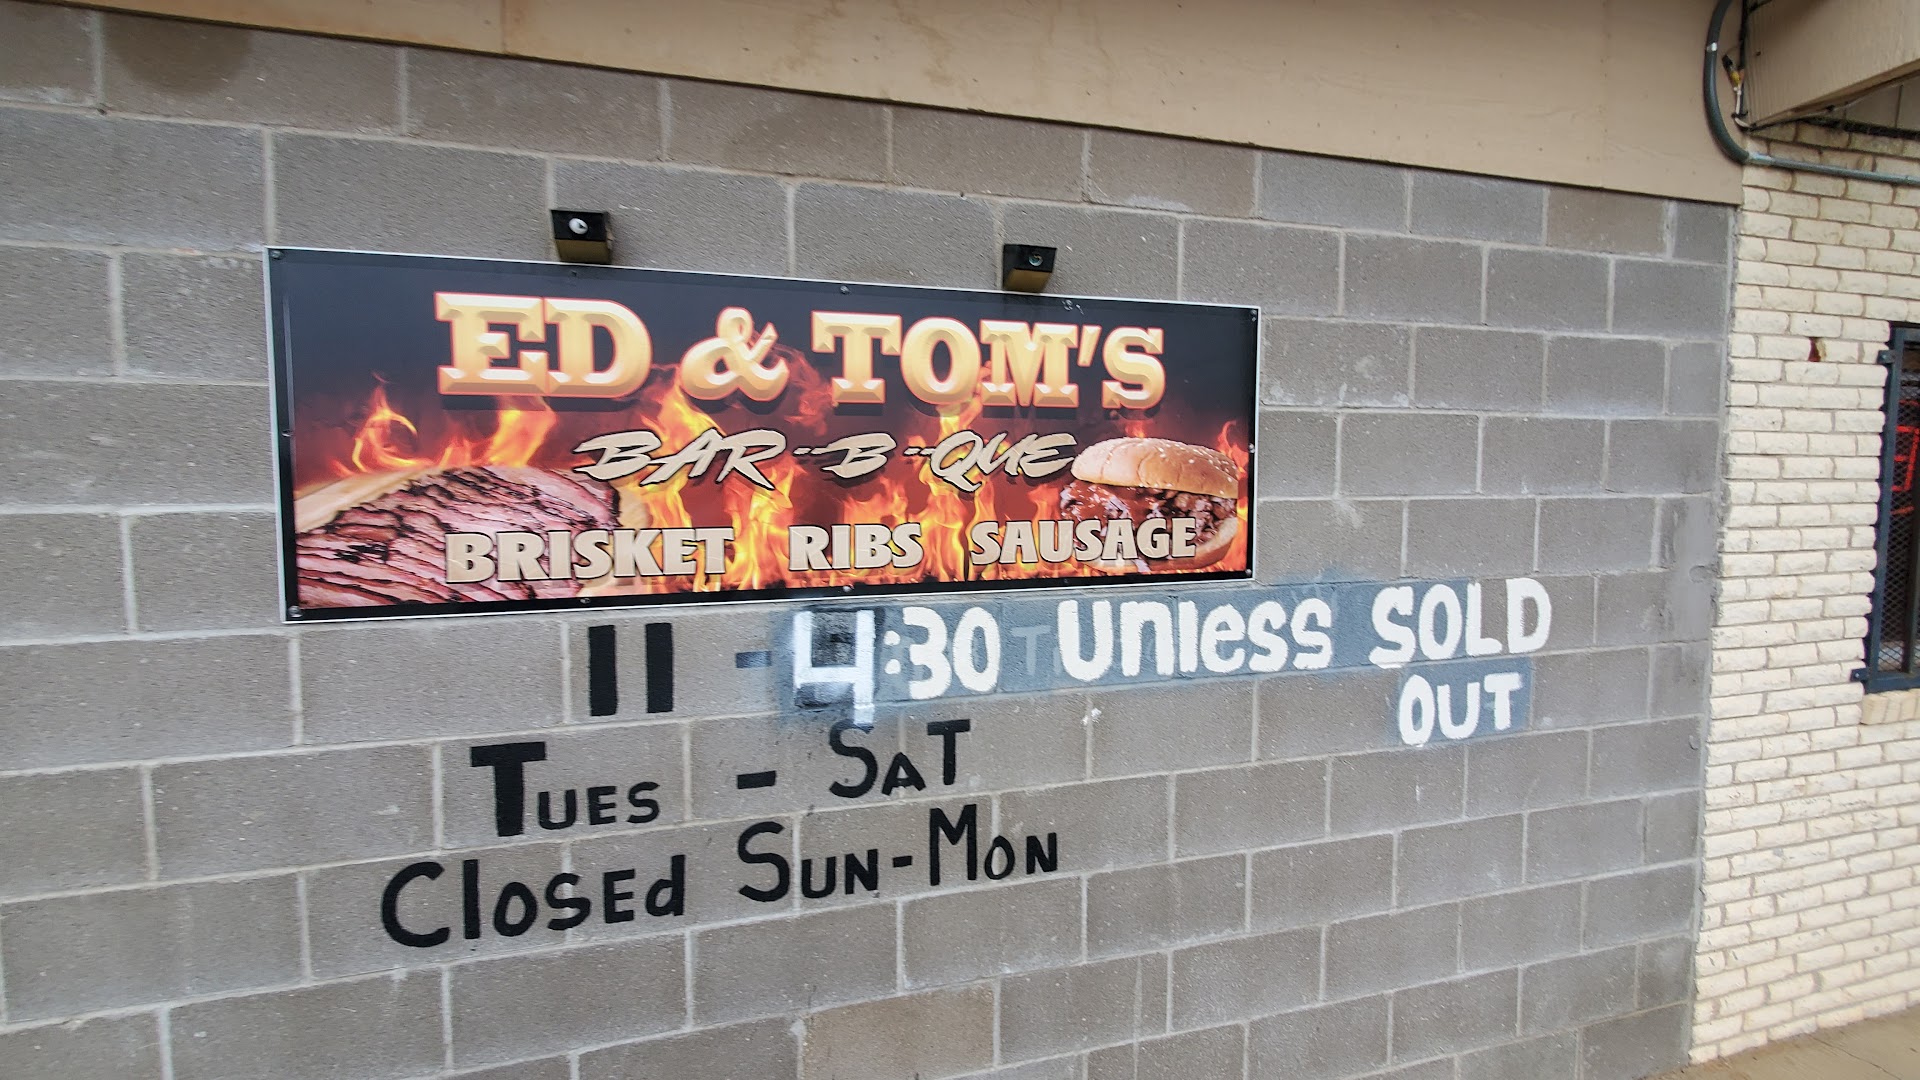 ED & TOM'S
BAR-B-QUE
BRISKET RIBS SAUSAGE
11 - 4:30 UNlESS SOLD
OUT
TUES - SAT
ClOSEd SUN-MON